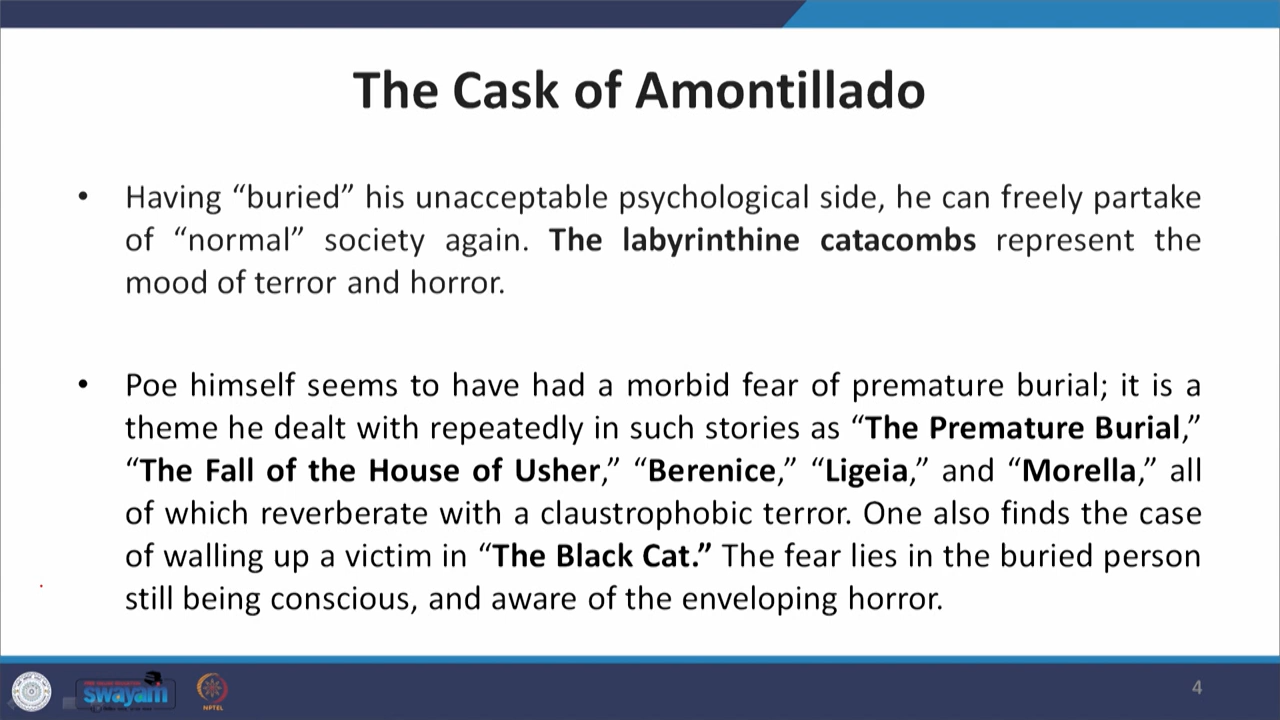 The Cask of Amontillado
• Having “buried” his unacceptable psychological side, he can freely partake
of “normal” society again. The labyrinthine catacombs represent the
mood of terror and horror.
• Poe himself seems to have had a morbid fear of premature burial; it is a
theme he dealt with repeatedly in such stories as “The Premature Burial,”
“The Fall of the House of Usher,” “Berenice,” “Ligeia,” and “Morella,” all
of which reverberate with a claustrophobic terror. One also finds the case
of walling up a victim in “The Black Cat.” The fear lies in the buried person
still being conscious, and aware of the enveloping horror.
swayam
NPTEL
4